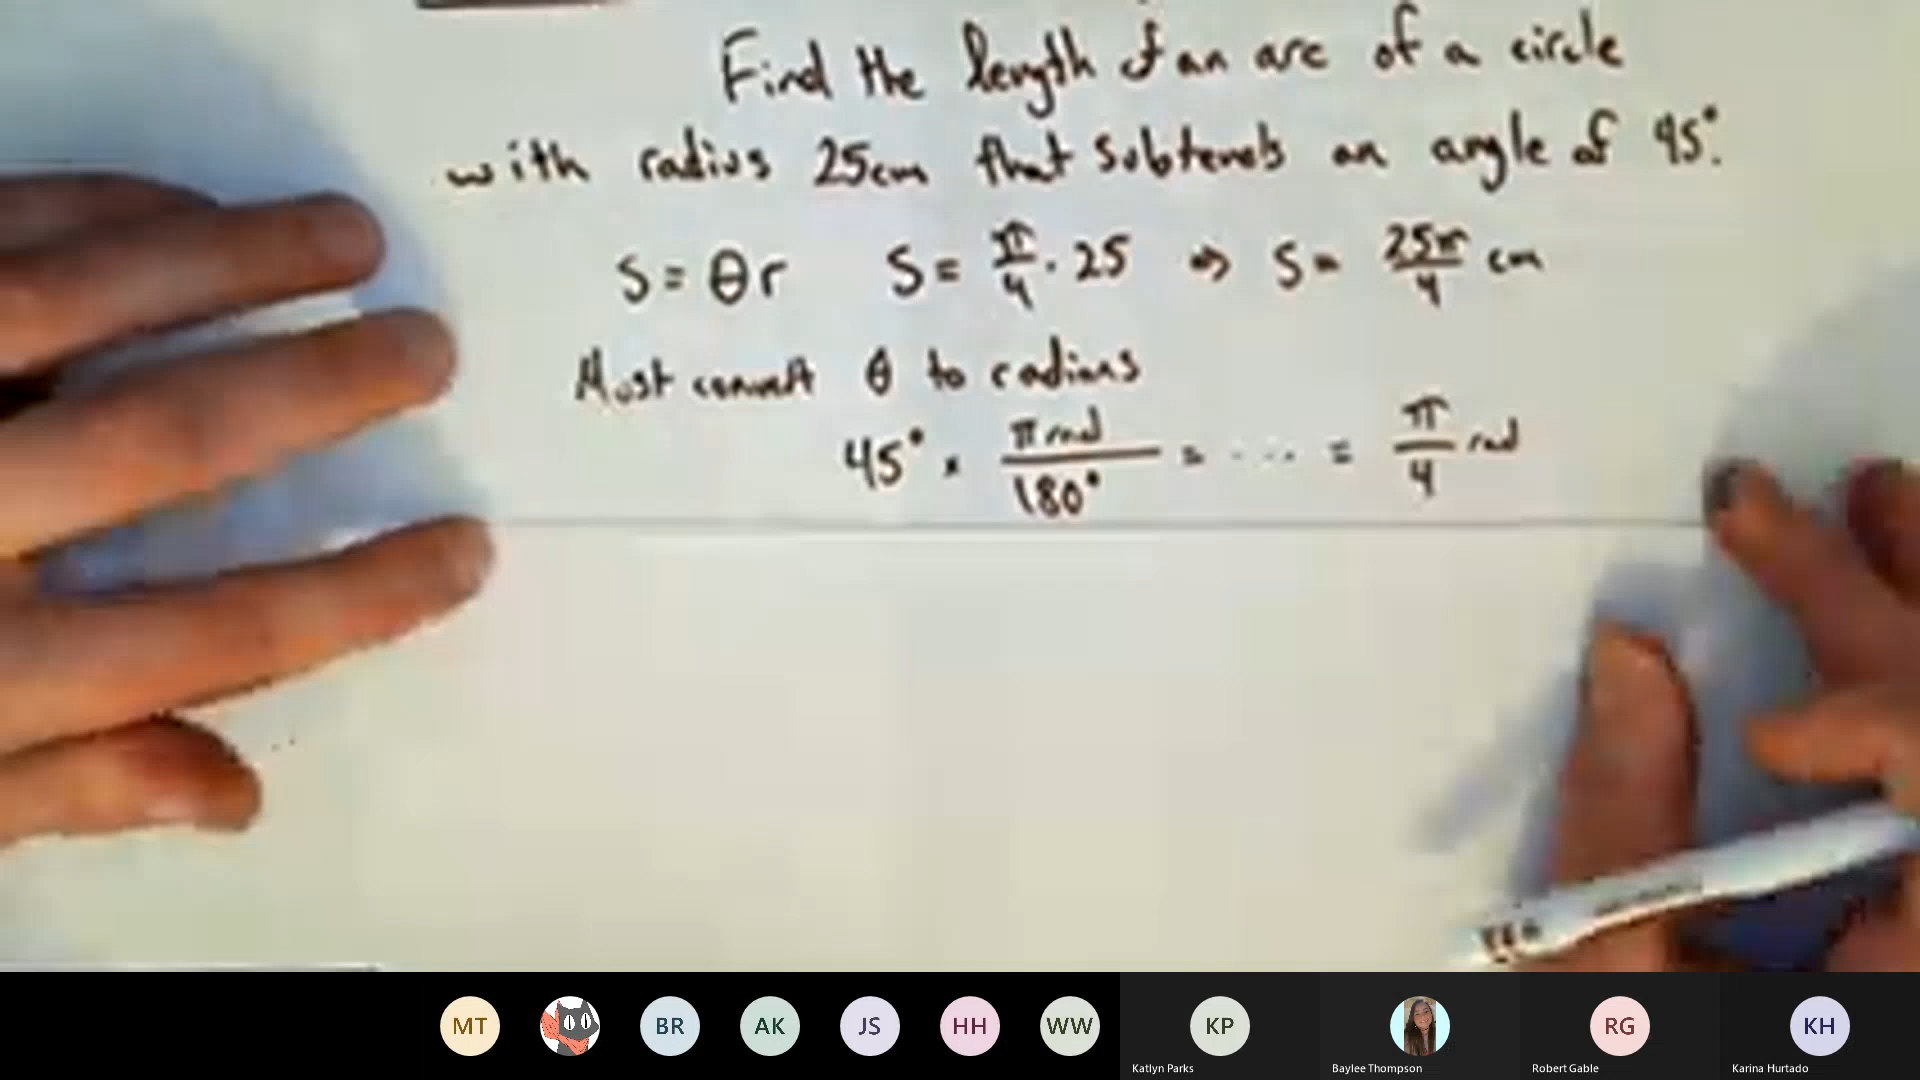 Find the length of an arc of a circle
with radius 25cm that subtends an angle of 45°.
S = θr S = π/4 · 25 ⇒ S = 25π/4 cm
Must convert θ to radians
45° · π rad/180° = ... = π/4 rad
MT BR AK JS HH WW KP RG KH
Katlyn Parks Baylee Thompson Robert Gable Karina Hurtado